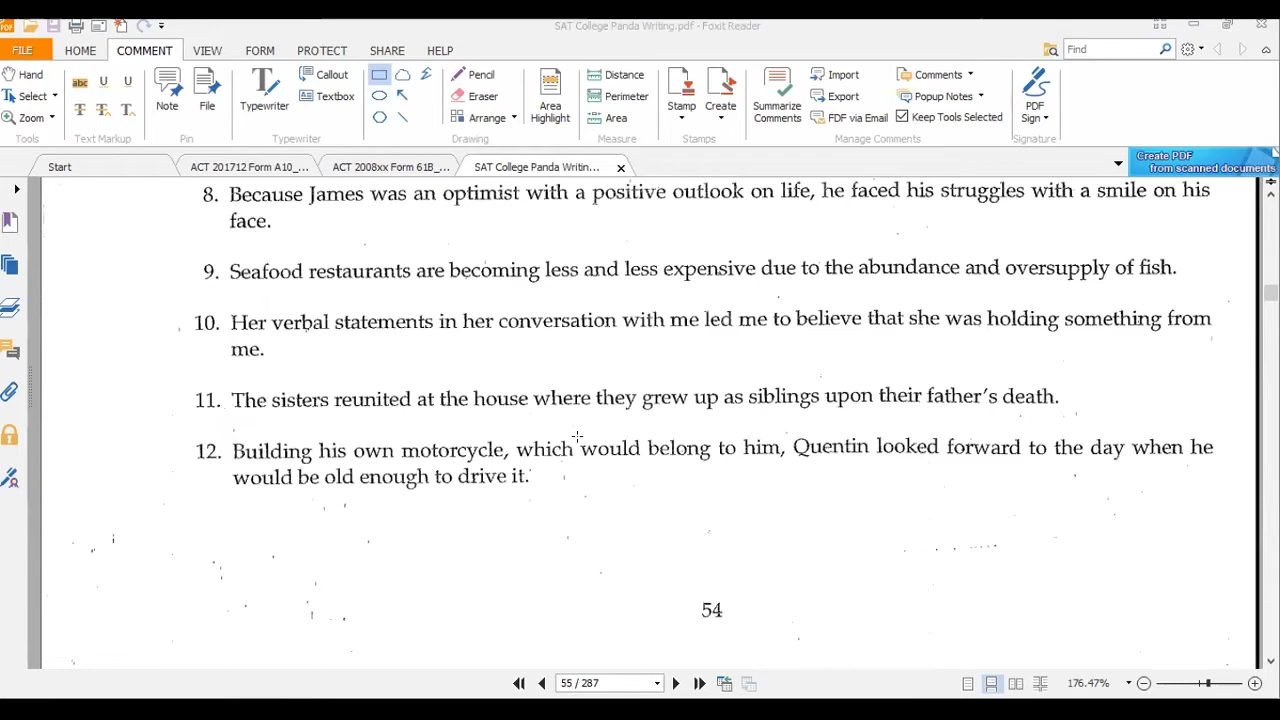 SAT College Panda Writing.pdf - Foxit Reader
FILE HOME COMMENT VIEW FORM PROTECT SHARE HELP
Find
Hand
Select
Zoom
Tools
abc U U
T T T
Text Markup
Note File
Pin
Typewriter
Callout
Textbox
Typewriter
Pencil
Eraser
Arrange
Drawing
Area
Highlight
Distance
Perimeter
Area
Measure
Stamp Create
Stamps
Summarize
Comments
Import
Export
FDF via Email
Comments
Popup Notes
Keep Tools Selected
Manage Comments
PDF
Sign
Signature
Start ACT 201712 Form A10_... ACT 2008xx Form 61B_... SAT College Panda Writin...
Create PDF
from scanned documents
8. Because James was an optimist with a positive outlook on life, he faced his struggles with a smile on his
face.
9. Seafood restaurants are becoming less and less expensive due to the abundance and oversupply of fish.
10. Her verbal statements in her conversation with me led me to believe that she was holding something from
me.
11. The sisters reunited at the house where they grew up as siblings upon their father's death.
12. Building his own motorcycle, which would belong to him, Quentin looked forward to the day when he
would be old enough to drive it.
54
55 / 287
176.47%